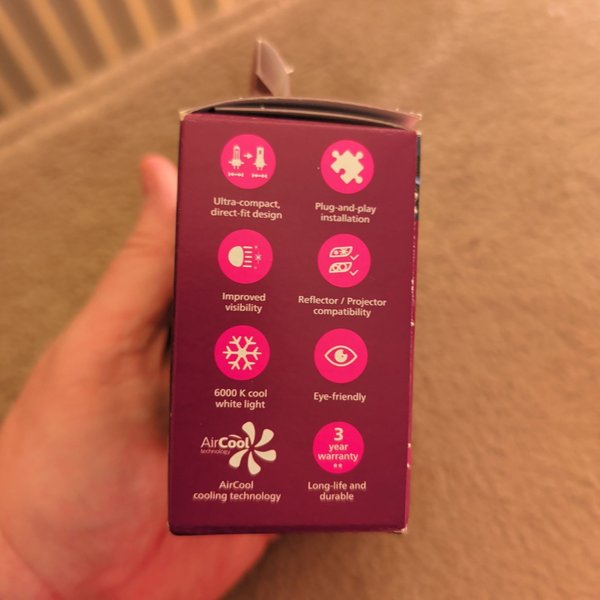 Ultra-compact,
direct-fit design
Plug-and-play
installation
Improved
visibility
Reflector / Projector
compatibility
6000 K cool
white light
Eye-friendly
AirCool
technology
AirCool
cooling technology
3
year
warranty
**
Long-life and
durable